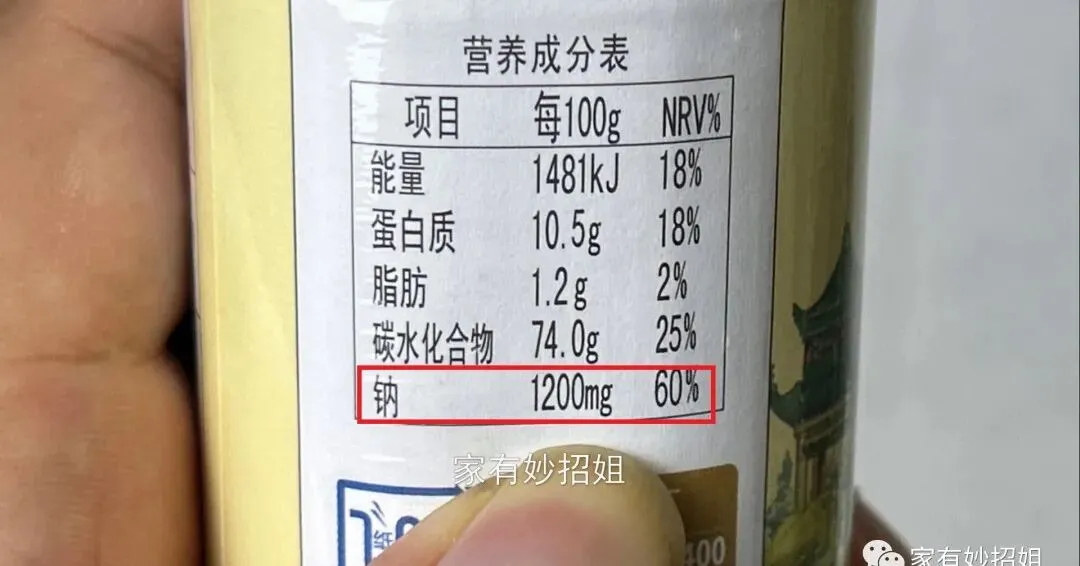 营养成分表
项目 每100g NRV%
能量 1481kJ 18%
蛋白质 10.5g 18%
脂肪 1.2g 2%
碳水化合物 74.0g 25%
钠 1200mg 60%
家有妙招姐
400
家有妙招姐